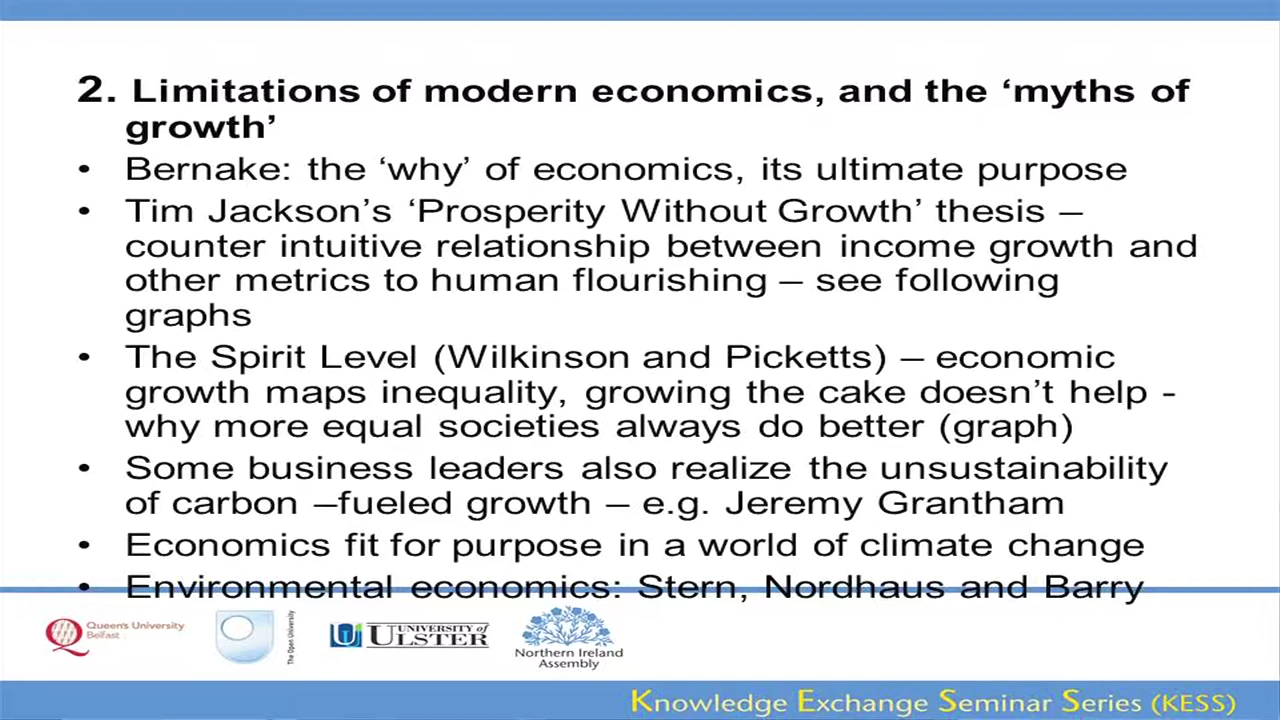 2. Limitations of modern economics, and the ‘myths of
growth’
• Bernake: the ‘why’ of economics, its ultimate purpose
• Tim Jackson’s ‘Prosperity Without Growth’ thesis –
counter intuitive relationship between income growth and
other metrics to human flourishing – see following
graphs
• The Spirit Level (Wilkinson and Picketts) – economic
growth maps inequality, growing the cake doesn’t help -
why more equal societies always do better (graph)
• Some business leaders also realize the unsustainability
of carbon –fueled growth – e.g. Jeremy Grantham
• Economics fit for purpose in a world of climate change
• Environmental economics: Stern, Nordhaus and Barry
Queen's University
Belfast
The Open University
UNIVERSITY of
ULSTER
Northern Ireland
Assembly
Knowledge Exchange Seminar Series (KESS)